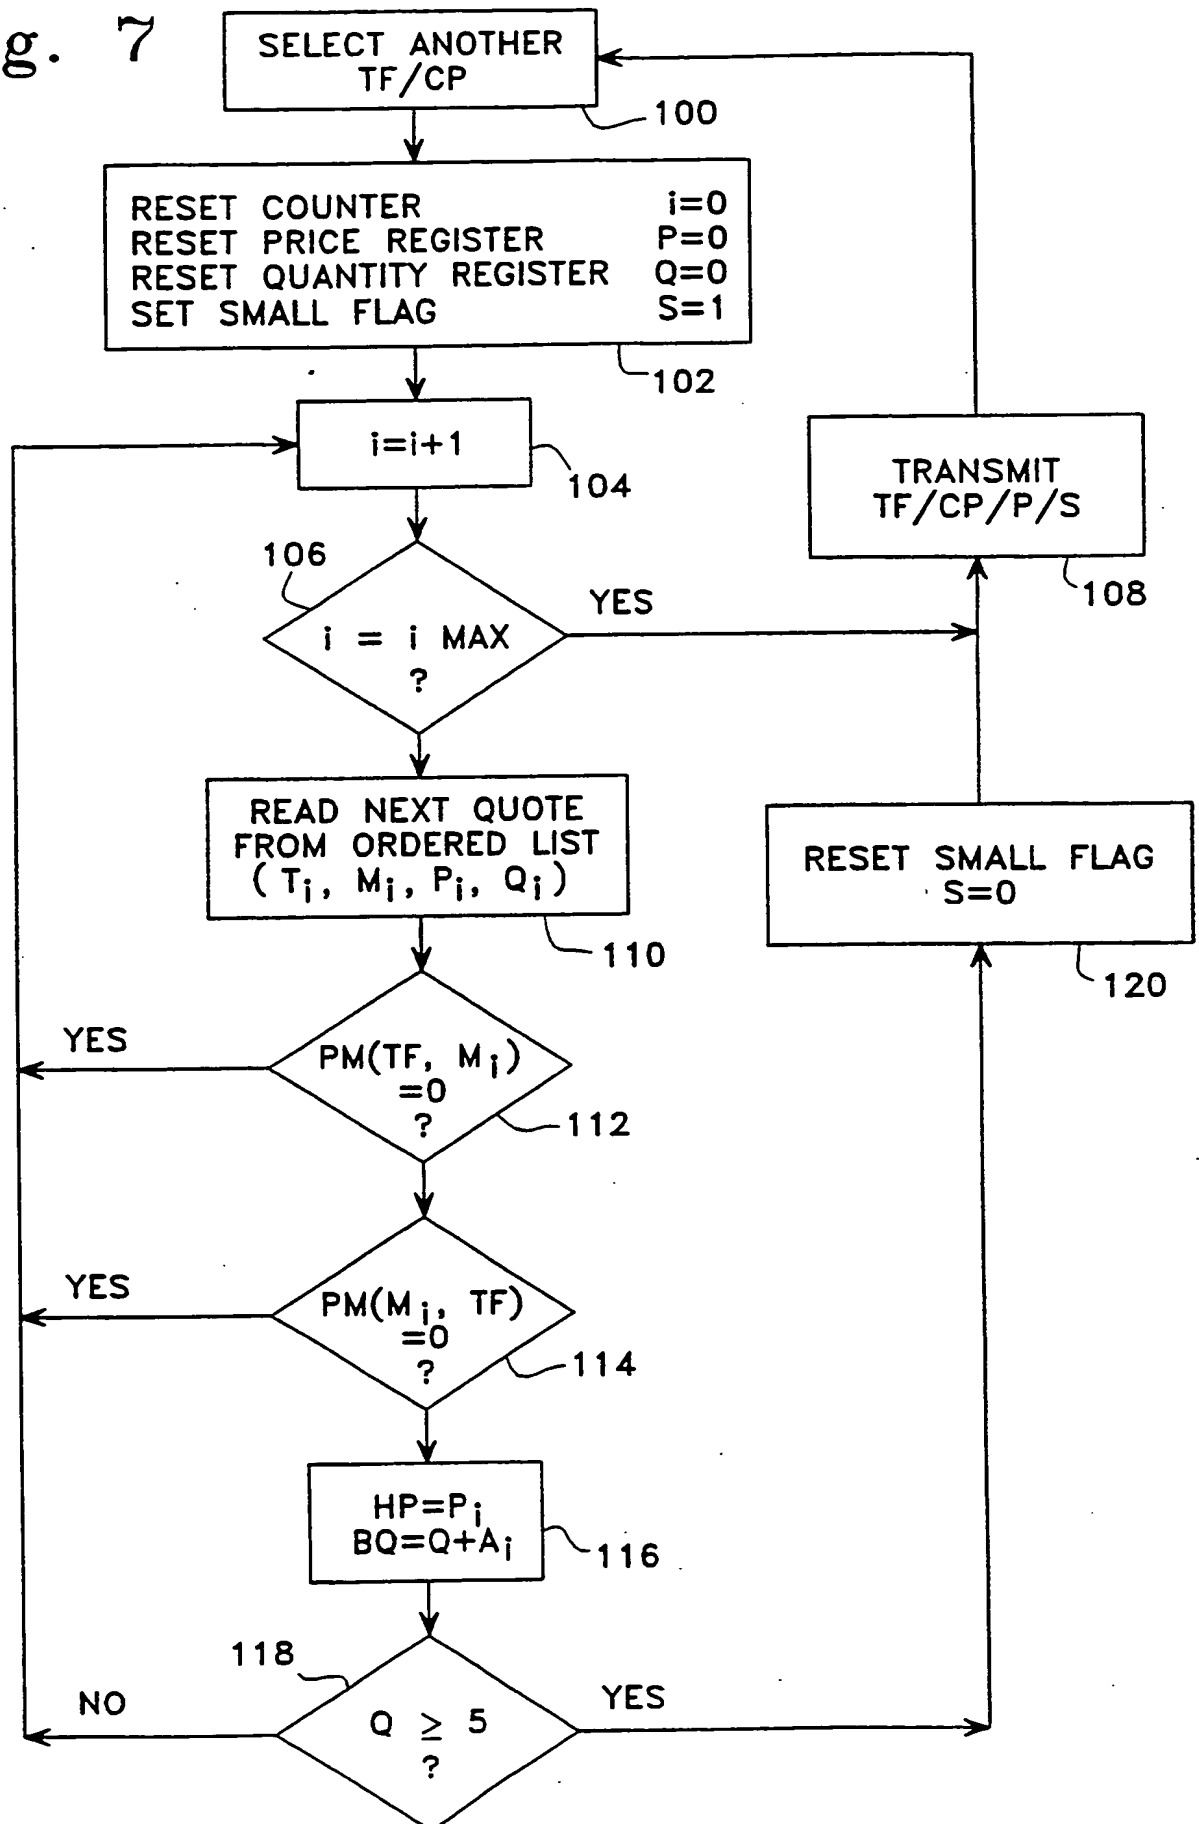 g. 7
SELECT ANOTHER
TF/CP
100
RESET COUNTER i=0
RESET PRICE REGISTER P=0
RESET QUANTITY REGISTER Q=0
SET SMALL FLAG S=1
102
i=i+1
104
TRANSMIT
TF/CP/P/S
108
106
YES
i = i MAX
?
READ NEXT QUOTE
FROM ORDERED LIST
( Ti, Mi, Pi, Qi )
110
RESET SMALL FLAG
S=0
120
YES
PM(TF, Mi)
=0
?
112
YES
PM(Mi, TF)
=0
?
114
HP=Pi
BQ=Q+Ai
116
118
NO
YES
Q ≥ 5
?